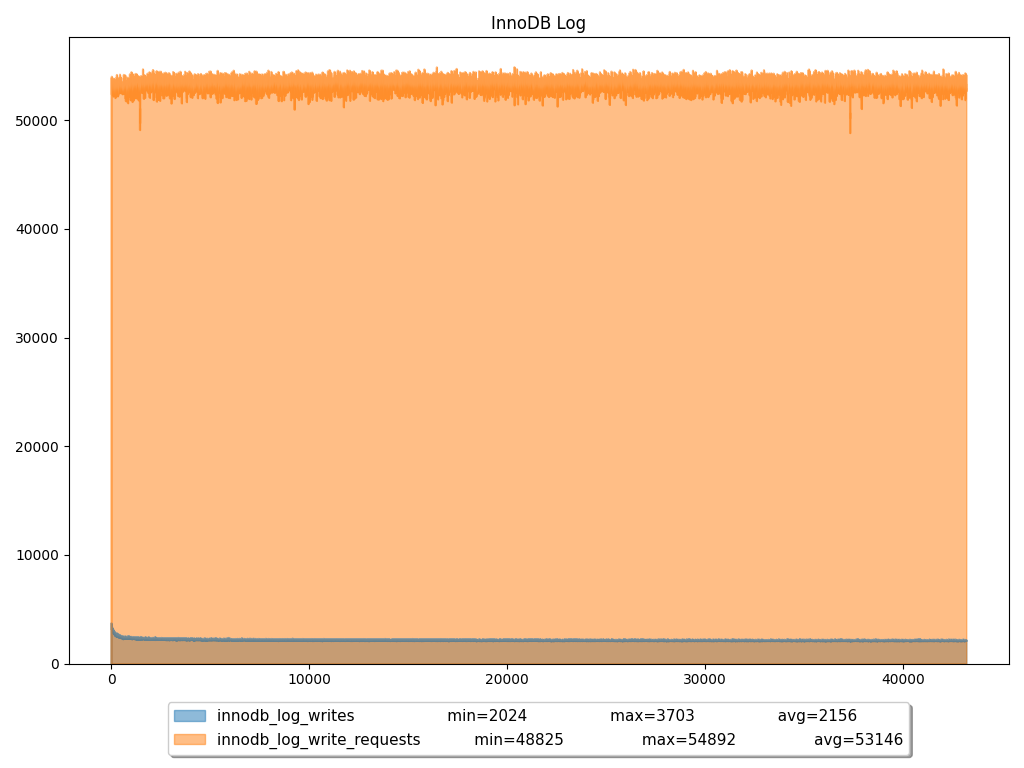 InnoDB Log
50000
40000
30000
20000
10000
0
0 10000 20000 30000 40000
innodb_log_writes min=2024 max=3703 avg=2156
innodb_log_write_requests min=48825 max=54892 avg=53146